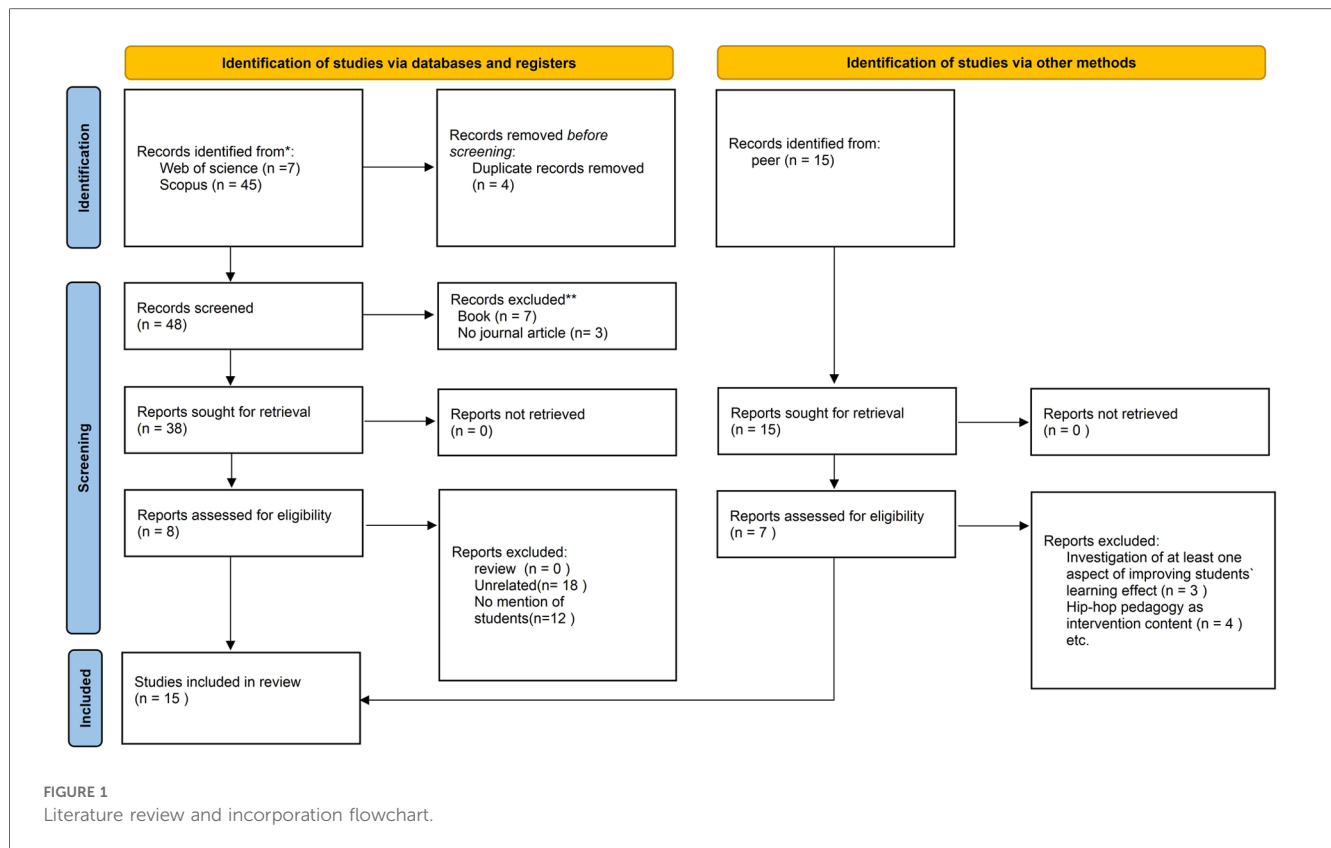 Identification of studies via databases and registers
Identification of studies via other methods
Identification
Records identified from*:
Web of science (n =7)
Scopus (n = 45)
Records removed before
screening:
Duplicate records removed
(n = 4)
Records identified from:
peer (n = 15)
Screening
Records screened
(n = 48)
Records excluded**
Book (n = 7)
No journal article (n= 3)
Reports sought for retrieval
(n = 38)
Reports not retrieved
(n = 0)
Reports sought for retrieval
(n = 15)
Reports not retrieved
(n = 0 )
Reports assessed for eligibility
(n = 8)
Reports excluded:
review (n = 0 )
Unrelated(n= 18 )
No mention of
students(n=12 )
Reports assessed for eligibility
(n = 7 )
Reports excluded:
Investigation of at least one
aspect of improving students`
learning effect (n = 3 )
Hip-hop pedagogy as
intervention content (n = 4 )
etc.
Included
Studies included in review
(n = 15 )
FIGURE 1
Literature review and incorporation flowchart.